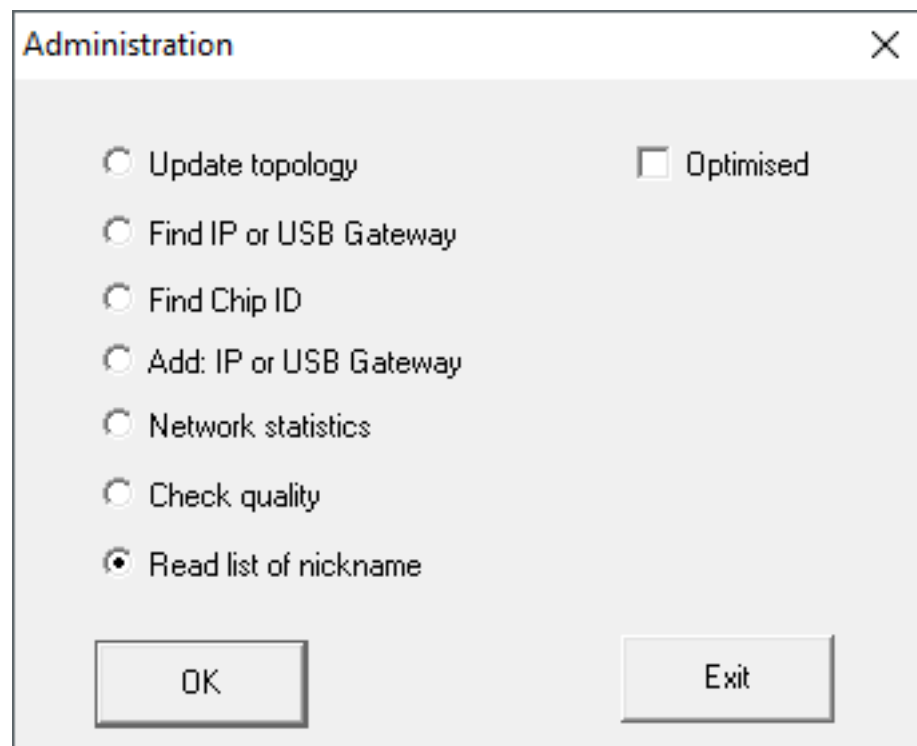 Administration
Update topology
Optimised
Find IP or USB Gateway
Find Chip ID
Add: IP or USB Gateway
Network statistics
Check quality
Read list of nickname
OK
Exit